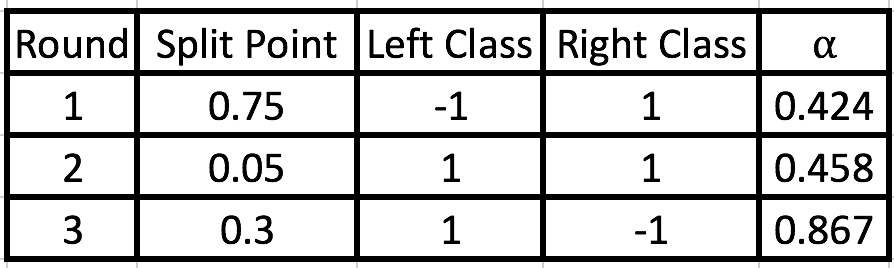 Round Split Point Left Class Right Class α
1 0.75 -1 1 0.424
2 0.05 1 1 0.458
3 0.3 1 -1 0.867